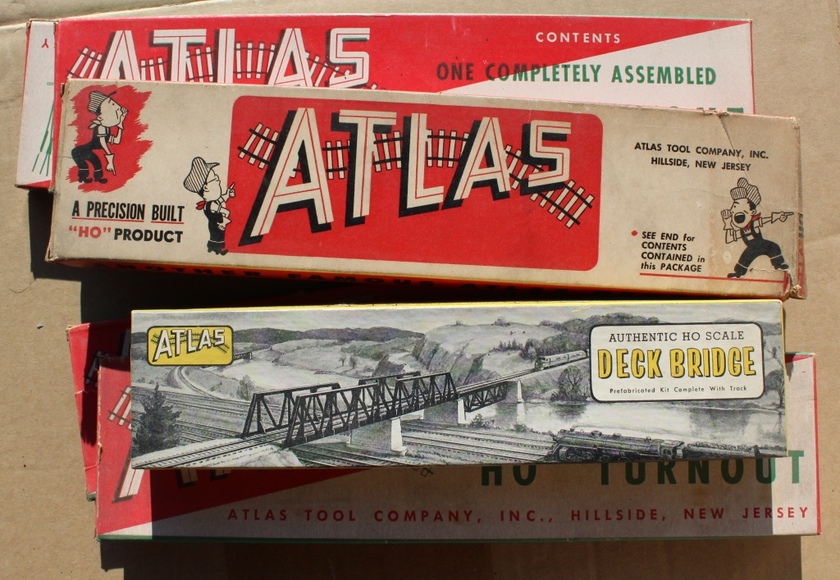 ATLAS
CONTENTS
ONE COMPLETELY ASSEMBLED
ATLAS
ATLAS TOOL COMPANY, INC.
HILLSIDE, NEW JERSEY
A PRECISION BUILT
"HO" PRODUCT
SEE END for
CONTENTS
CONTAINED in
this PACKAGE
ATLAS
AUTHENTIC HO SCALE
DECK BRIDGE
Prefabricated Kit Complete With Track
HO TURNOUT
ATLAS TOOL COMPANY, INC., HILLSIDE, NEW JERSEY